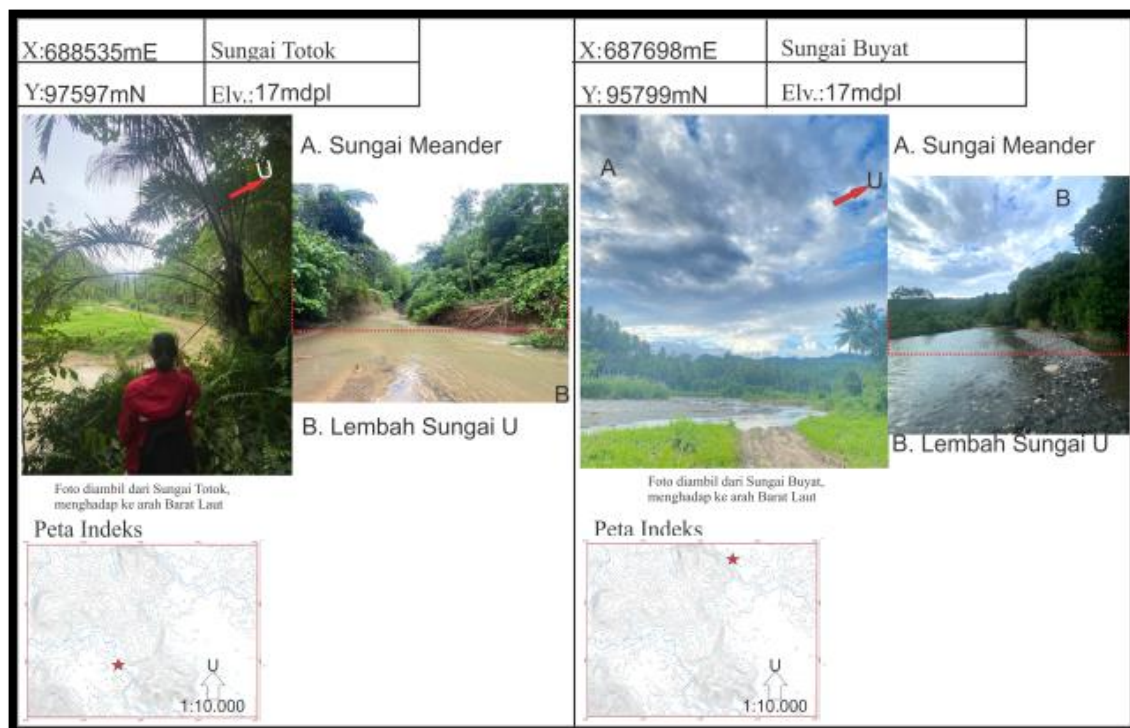 X:688535mE
Sungai Totok
Y:97597mN
Elv.:17mdpl
A
U
A. Sungai Meander
B
B. Lembah Sungai U
Foto diambil dari Sungai Totok,
menghadap ke arah Barat Laut
Peta Indeks
U
1:10.000
X:687698mE
Sungai Buyat
Y: 95799mN
Elv.:17mdpl
A
U
A. Sungai Meander
B
B. Lembah Sungai U
Foto diambil dari Sungai Buyat,
menghadap ke arah Barat Laut
Peta Indeks
U
1:10.000